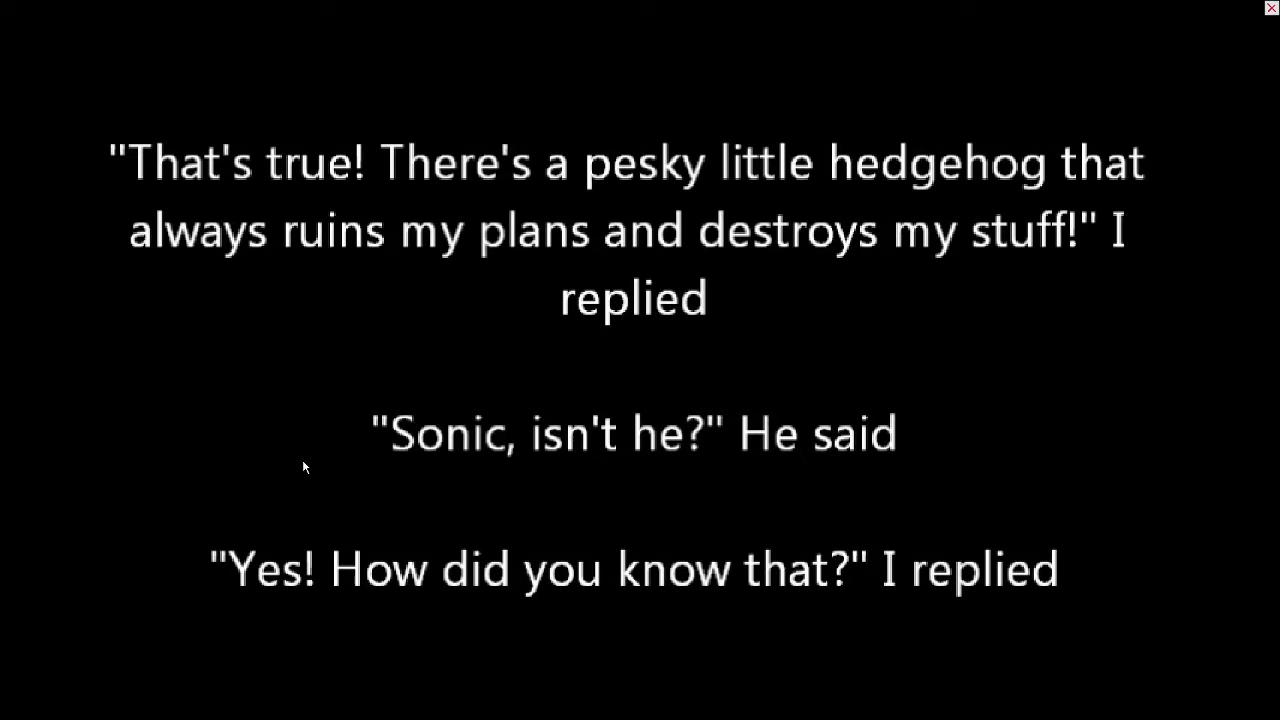 "That's true! There's a pesky little hedgehog that
always ruins my plans and destroys my stuff!" I
replied
"Sonic, isn't he?" He said
"Yes! How did you know that?" I replied